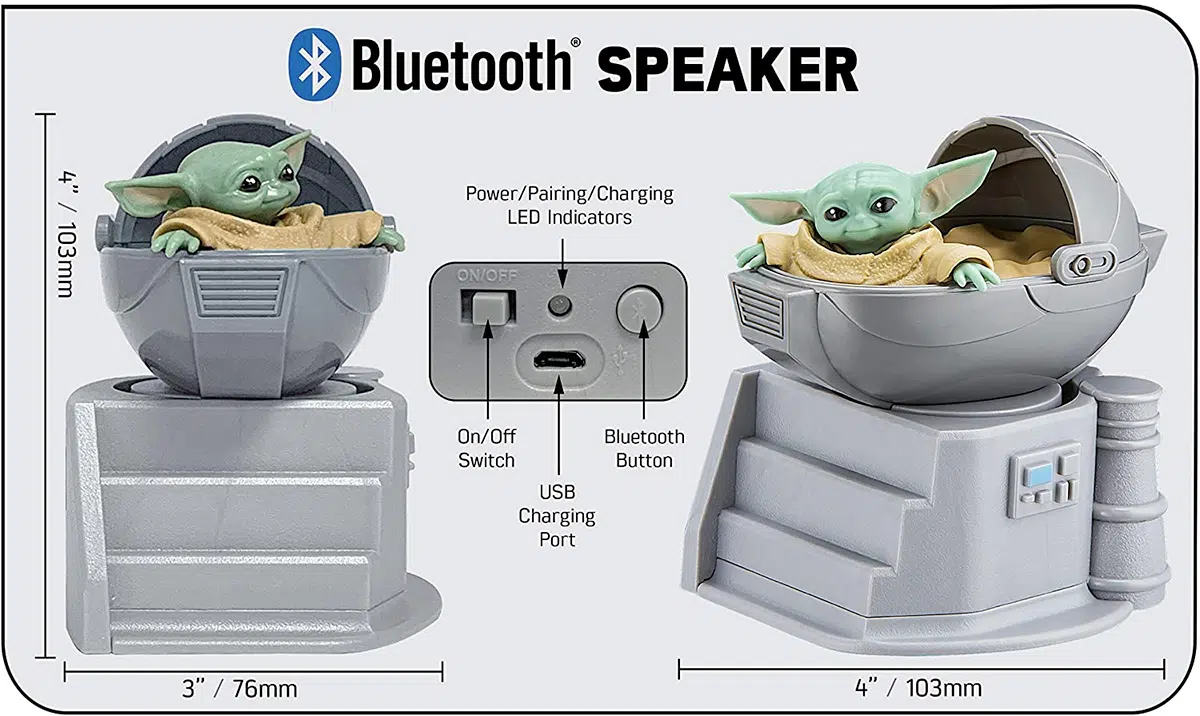 Bluetooth® SPEAKER
4” / 103mm
Power/Pairing/Charging
LED Indicators
ON/OFF
On/Off
Switch
USB
Charging
Port
Bluetooth
Button
3” / 76mm
4” / 103mm